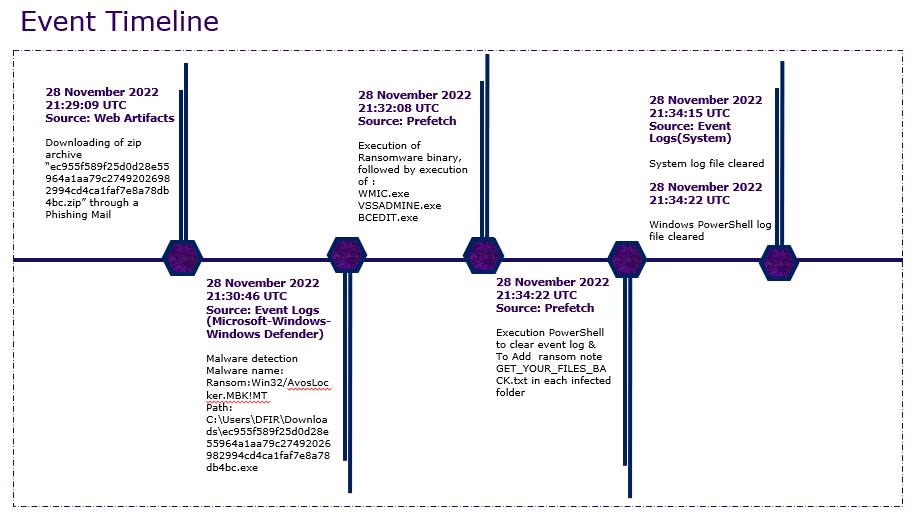 Event Timeline
28 November 2022
21:29:09 UTC
Source: Web Artifacts
Downloading of zip
archive
“ec955f589f25d0d28e55
964a1aa79c2749202698
2994cd4ca1faf7e8a78db
4bc.zip” through a
Phishing Mail
28 November 2022
21:30:46 UTC
Source: Event Logs
(Microsoft-Windows-
Windows Defender)
Malware detection
Malware name:
Ransom:Win32/AvosLoc
ker.MBK!MT
Path:
C:\Users\DFIR\Downloa
ds\ec955f589f25d0d28e
55964a1aa79c27492026
982994cd4ca1faf7e8a78
db4bc.exe
28 November 2022
21:32:08 UTC
Source: Prefetch
Execution of
Ransomware binary,
followed by execution
of :
WMIC.exe
VSSADMINE.exe
BCEDIT.exe
28 November 2022
21:34:22 UTC
Source: Prefetch
Execution PowerShell
to clear event log &
To Add  ransom note
GET_YOUR_FILES_BA
CK.txt in each infected
folder
28 November 2022
21:34:15 UTC
Source: Event
Logs(System)
System log file cleared
28 November 2022
21:34:22 UTC
Windows PowerShell log
file cleared